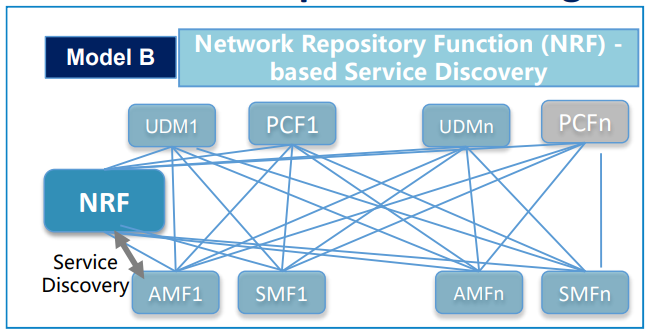 Model B
Network Repository Function (NRF) -
based Service Discovery
UDM1
PCF1
UDMn
PCFn
NRF
Service
Discovery
AMF1
SMF1
AMFn
SMFn